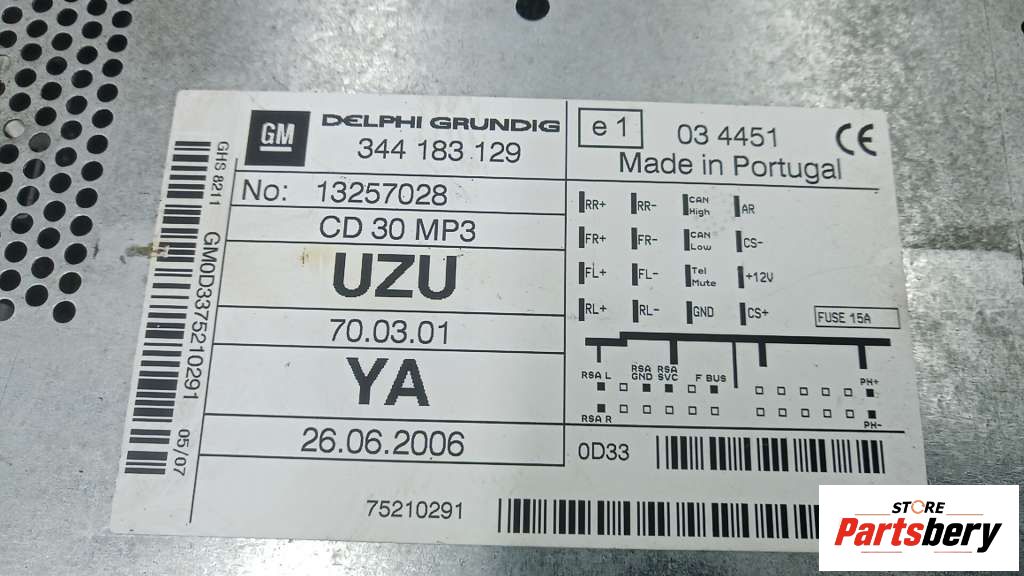 GM
DELPHI GRUNDIG
344 183 129
e 1
03 4451
CE
Made in Portugal
No: 13257028
CD 30 MP3
UZU
70.03.01
YA
26.06.2006
GHS 8211
GM0D3375210291
05/07
RR+ RR- CAN High AR
FR+ FR- CAN Low CS-
FL+ FL- Tel Mute +12V
RL+ RL- GND CS+
FUSE 15A
RSA L RSA GND RSA SVC F BUS PH+
RSA R PH-
0D33
75210291
STORE
Partsbery